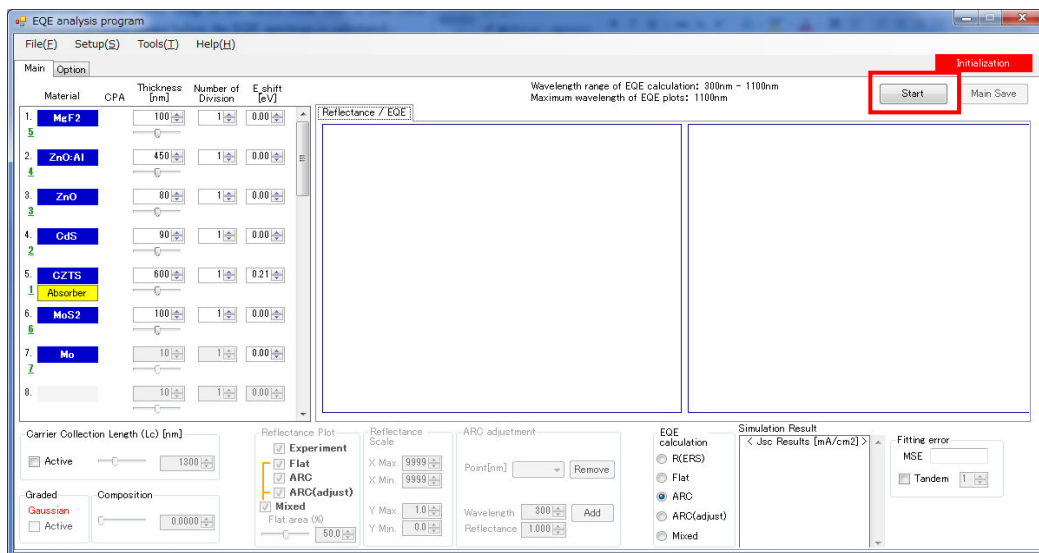 EQE analysis program
File(F) Setup(S) Tools(T) Help(H)
Main Option
Initialization
Material CPA Thickness [nm] Number of Division E_shift [eV]
Wavelength range of EQE calculation: 300nm - 1100nm
Maximum wavelength of EQE plots: 1100nm
Start Main Save
Reflectance / EQE
1. MgF2 100 1 0.00
5
2. ZnO:Al 450 1 0.00
4
3. ZnO 80 1 0.00
3
4. CdS 90 1 0.00
2
5. CZTS 600 1 0.21
1 Absorber
6. MoS2 100 1 0.00
6
7. Mo 10 1 0.00
7
8. 10 1 0.00
Carrier Collection Length (Lc) [nm]
Active 1300
Graded
Gaussian
Active
Composition
0.0000
Reflectance Plot
Experiment
Flat
ARC
ARC(adjust)
Mixed
Flat area (%)
50.0
Reflectance Scale
X Max. 9999
X Min. 9999
Y Max. 1.0
Y Min. 0.0
ARC adjustment
Point[nm] Remove
Wavelength 300 Add
Reflectance 1.000
EQE calculation
R(ERS)
Flat
ARC
ARC(adjust)
Mixed
Simulation Result
< Jsc Results [mA/cm2] >
Fitting error
MSE
Tandem 1